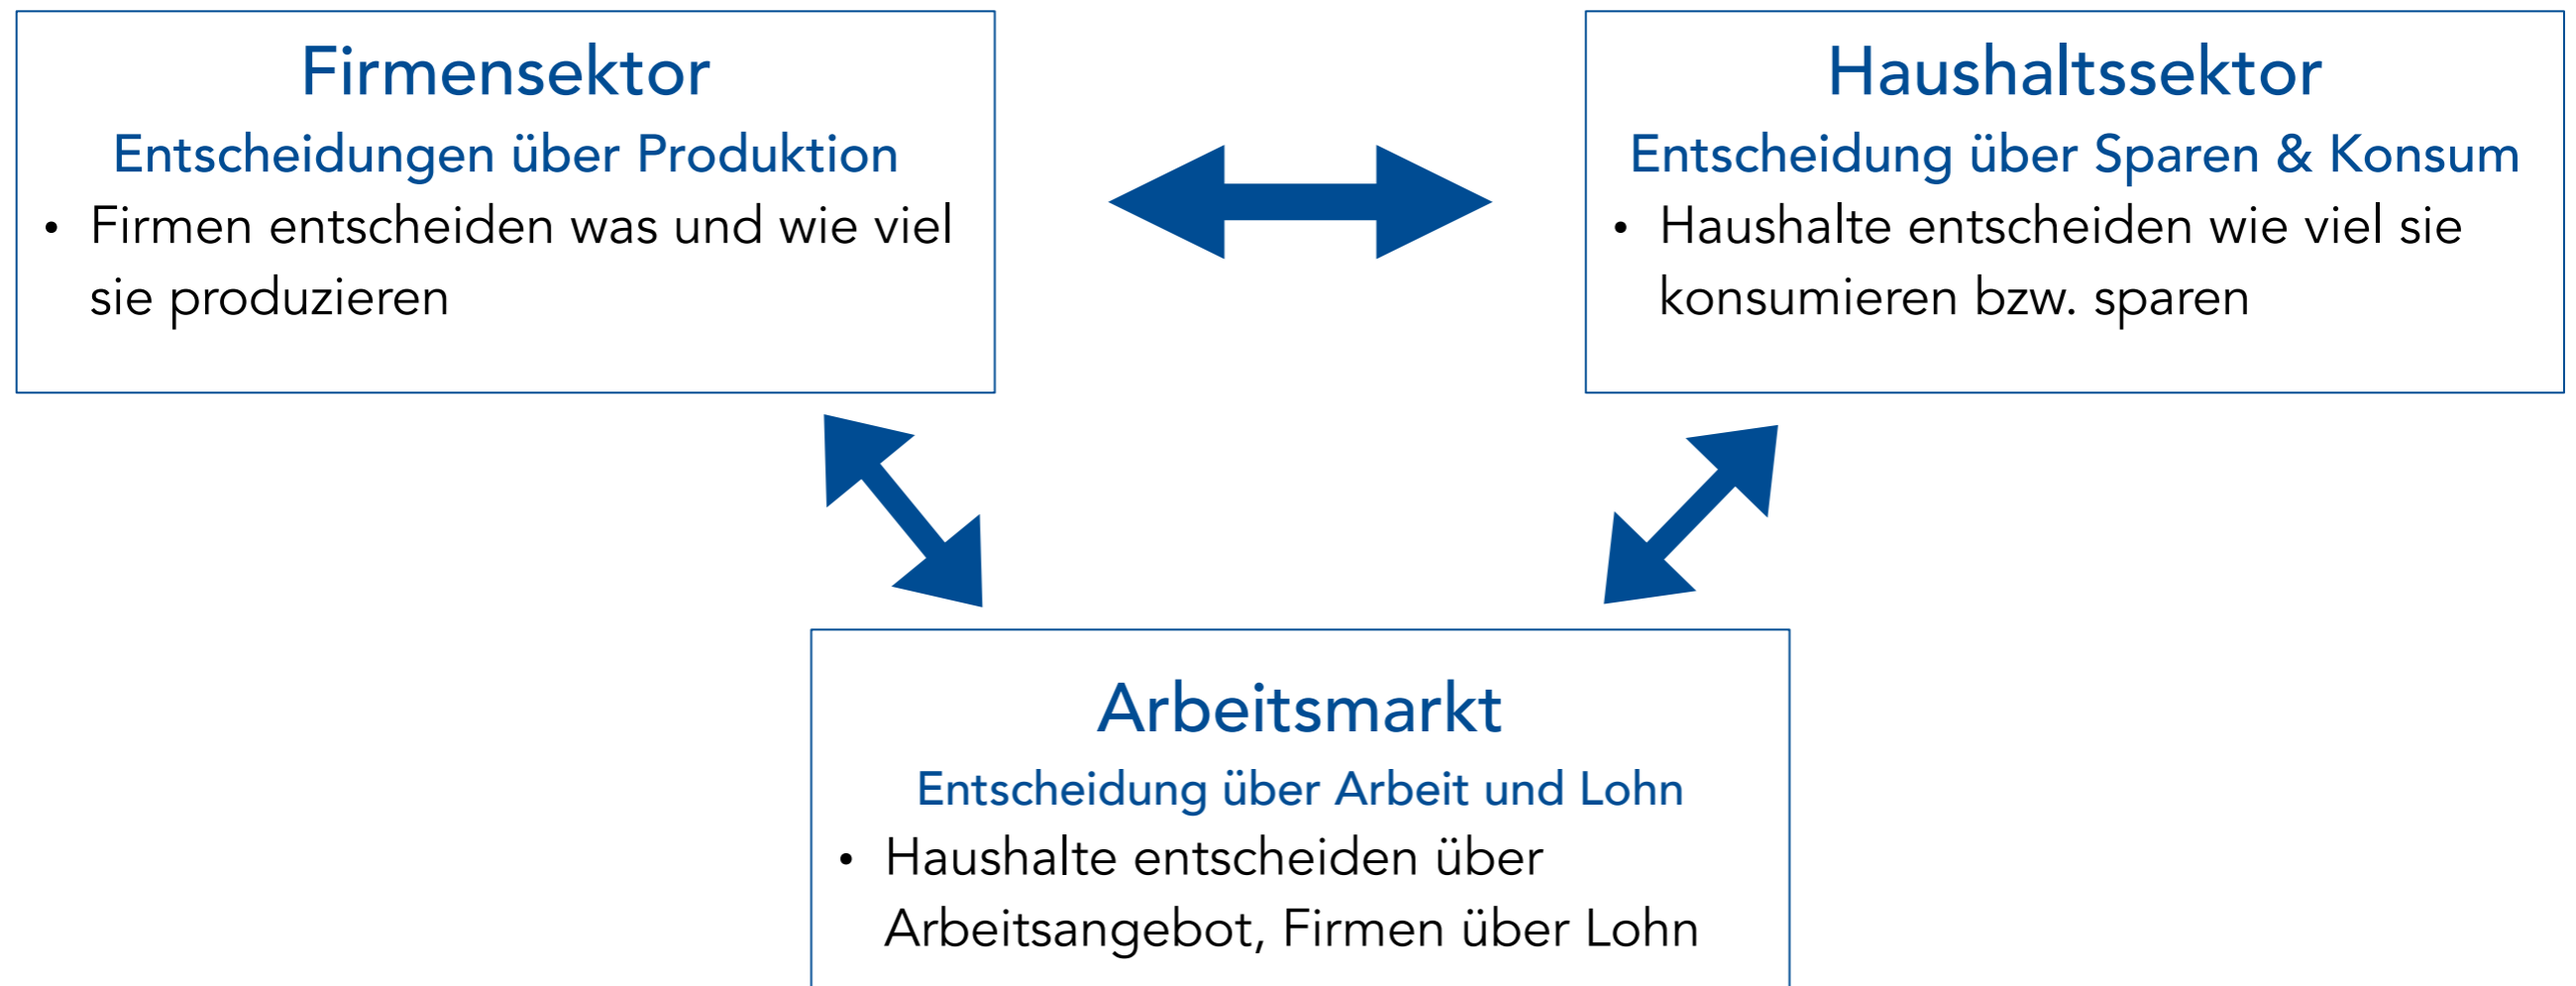 Firmensektor
Entscheidungen über Produktion
• Firmen entscheiden was und wie viel
sie produzieren
Haushaltssektor
Entscheidung über Sparen & Konsum
• Haushalte entscheiden wie viel sie
konsumieren bzw. sparen
Arbeitsmarkt
Entscheidung über Arbeit und Lohn
• Haushalte entscheiden über
Arbeitsangebot, Firmen über Lohn